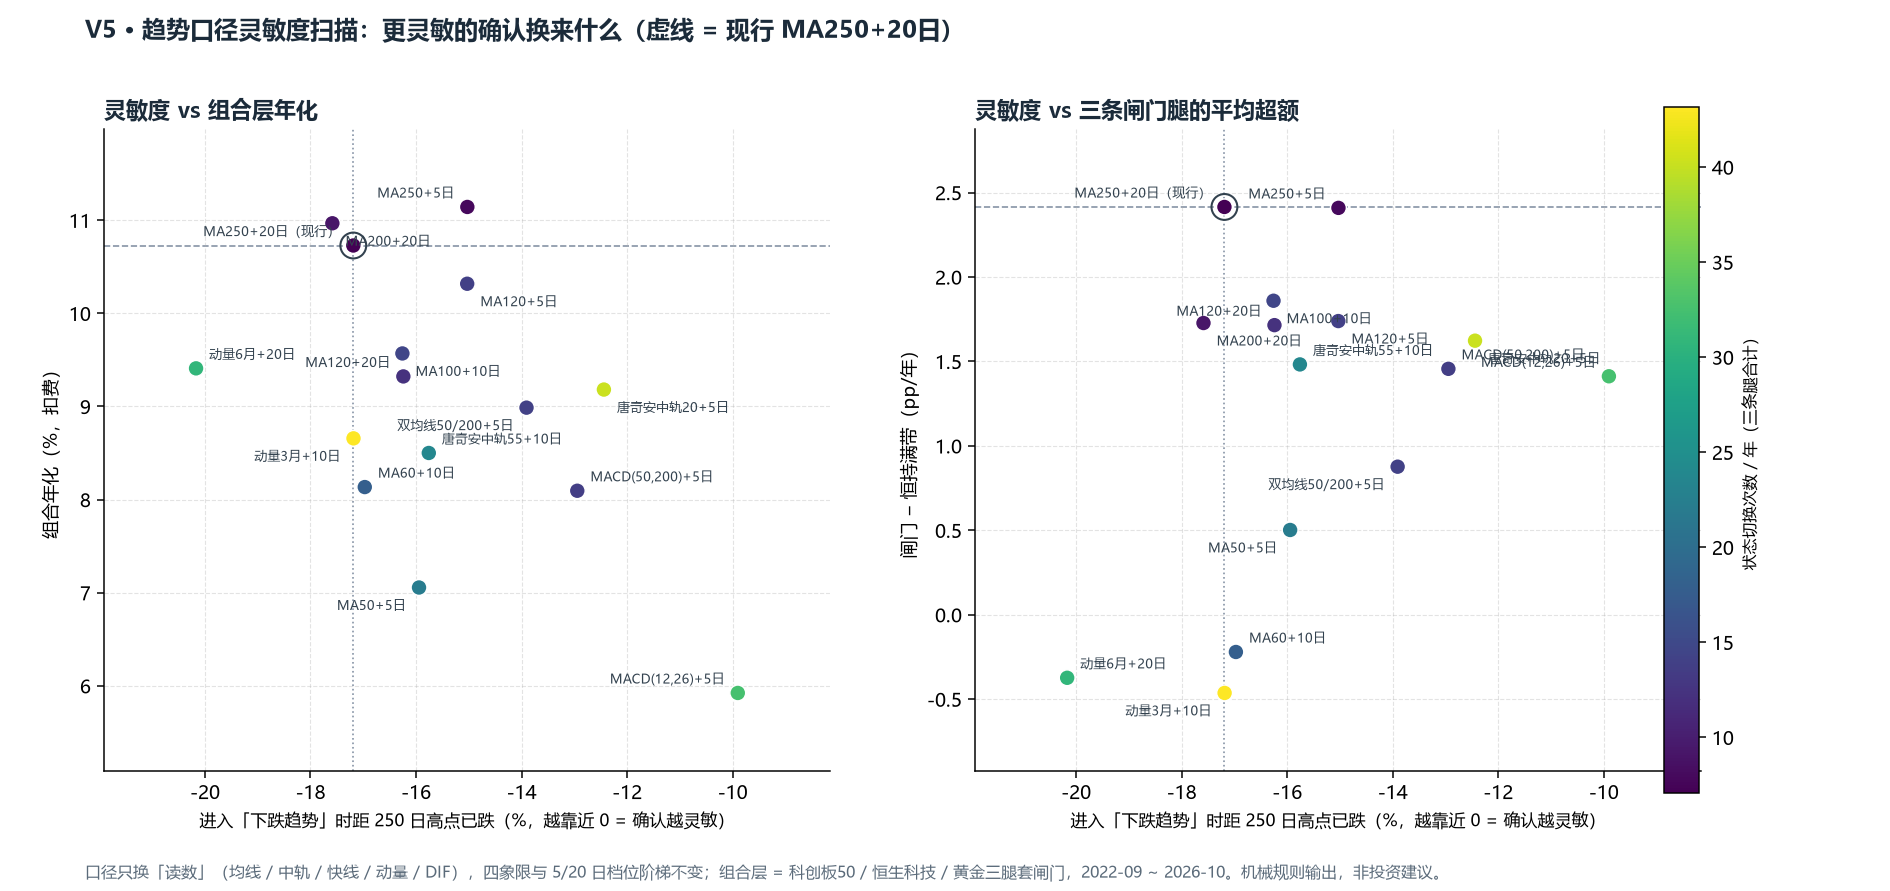 V5 • 趋势口径灵敏度扫描：更灵敏的确认换来什么（虚线 = 现行 MA250+20日）
灵敏度 vs 组合层年化
组合年化（%，扣费）
11
10
9
8
7
6
MA250+5日
MA250+20日（现行）
MA200+20日
MA120+5日
动量6月+20日
MA120+20日
MA100+10日
唐奇安中轨20+5日
双均线50/200+5日
唐奇安中轨55+10日
动量3月+10日
MA60+10日
MACD(50,200)+5日
MA50+5日
MACD(12,26)+5日
-20
-18
-16
-14
-12
-10
进入「下跌趋势」时距 250 日高点已跌（%，越靠近 0 = 确认越灵敏）
灵敏度 vs 三条闸门腿的平均超额
闸门 − 恒持满带（pp/年）
2.5
2.0
1.5
1.0
0.5
0.0
-0.5
MA250+20日（现行）
MA250+5日
MA120+20日
MA100+10日
MA200+20日
MA120+5日
唐奇安中轨55+10日
MACD(50,200)+5日
唐奇安中轨20+5日
MACD(12,26)+5日
双均线50/200+5日
MA50+5日
MA60+10日
动量6月+20日
动量3月+10日
-20
-18
-16
-14
-12
-10
进入「下跌趋势」时距 250 日高点已跌（%，越靠近 0 = 确认越灵敏）
40
35
30
25
20
15
10
状态切换次数 / 年（三条腿合计）
口径只换「读数」（均线 / 中轨 / 快线 / 动量 / DIF），四象限与 5/20 日档位阶梯不变；组合层 = 科创板50 / 恒生科技 / 黄金三腿套闸门，2022-09 ~ 2026-10。机械规则输出，非投资建议。